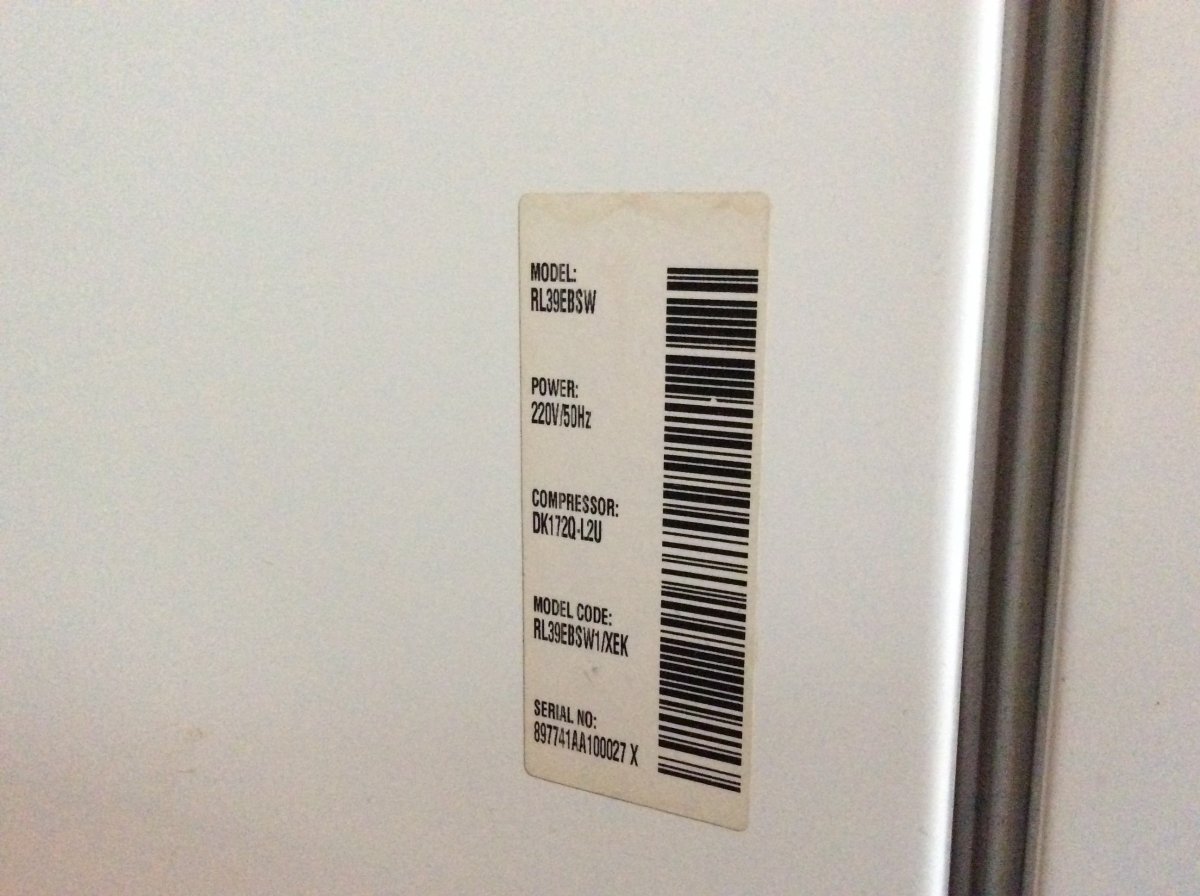 MODEL:
RL39EBSW
POWER:
220V/50Hz
COMPRESSOR:
DK172Q-L2U
MODEL CODE:
RL39EBSW1/XEK
SERIAL NO:
897741AA100027 X